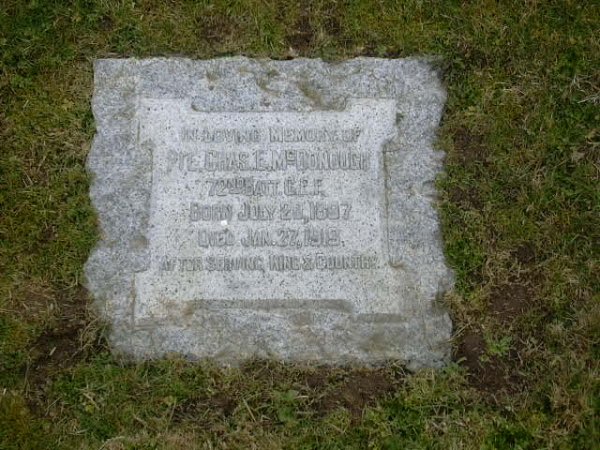 IN LOVING MEMORY OF
PTE. CHAS. E. MCDONOUGH
72ND BATT. C.E.F.
BORN JULY 28, 1897
DIED JAN. 27, 1919.
AFTER SERVING, KING & COUNTRY.